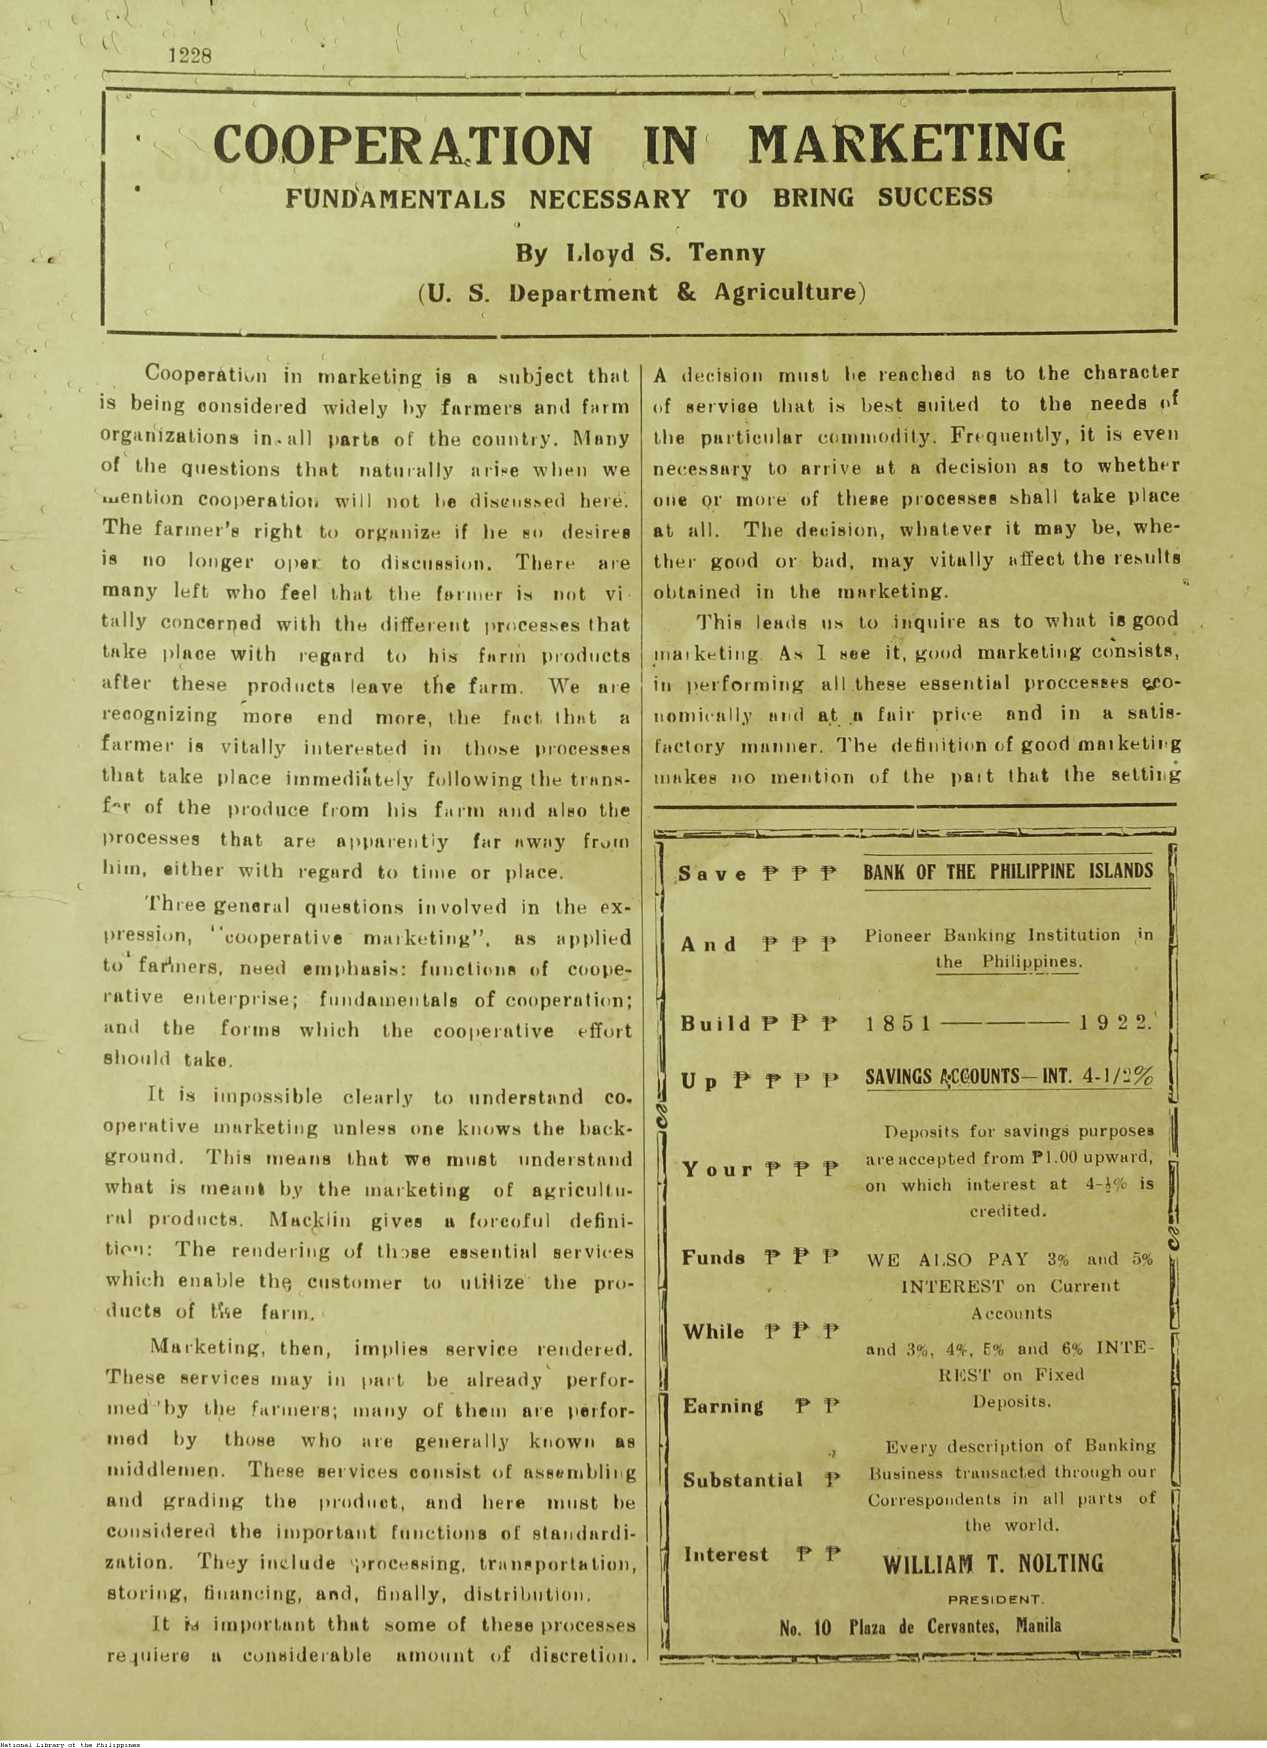 1228
COOPERATION IN MARKETING
FUNDAMENTALS NECESSARY TO BRING SUCCESS
By Lloyd S. Tenny
(U. S. Department & Agriculture)
Cooperation in marketing is a subject that
is being considered widely by farmers and farm
organizations in all parts of the country. Many
of the questions that naturally arise when we
mention cooperation will not be discussed here.
The farmer's right to organize if he so desires
is no longer open to discussion. There are
many left who feel that the farmer is not vi
tally concerned with the different processes that
take place with regard to his farm products
after these products leave the farm. We are
recognizing more end more, the fact that a
farmer is vitally interested in those processes
that take place immediately following the trans-
fer of the produce from his farm and also the
processes that are apparently far away from
him, either with regard to time or place.
Three general questions involved in the ex-
pression, "cooperative marketing", as applied
to farmers, need emphasis: functions of coope-
rative enterprise; fundamentals of cooperation;
and the forms which the cooperative effort
should take.
It is impossible clearly to understand co.
operative marketing unless one knows the back-
ground. This means that we must understand
what is meant by the marketing of agricultu-
ral products. Macklin gives a forcoful defini-
tion: The rendering of those essential services
which enable the customer to utilize the pro-
ducts of the farm.
Marketing, then, implies service rendered.
These services may in part be already perfor-
med by the farmers; many of them are perfor-
med by those who are generally known as
middlemen. These services consist of assembling
and grading the product, and here must be
considered the important functions of standardi-
zation. They include processing, transportation,
storing, financing, and, finally, distribution.
It is important that some of these processes
requiere a considerable amount of discretion.
A decision must be reached as to the character
of service that is best suited to the needs of
the particular commodity. Frequently, it is even
necessary to arrive at a decision as to whether
one or more of these processes shall take place
at all. The decision, whatever it may be, whe-
ther good or bad, may vitally affect the results
obtained in the marketing.
This leads us to inquire as to what is good
marketing. As I see it, good marketing consists,
in performing all these essential proccesses eco-
nomically and at a fair price and in a satis-
factory manner. The definition of good marketing
makes no mention of the part that the setting
Save ₱ ₱ ₱
And ₱ ₱ ₱
Build ₱ ₱ ₱
Up ₱ ₱ ₱ ₱
Your ₱ ₱ ₱
Funds ₱ ₱ ₱
While ₱ ₱ ₱
Earning ₱ ₱
Substantial ₱
Interest ₱ ₱
BANK OF THE PHILIPPINE ISLANDS
Pioneer Banking Institution in
the Philippines.
1851 ———— 1922.
SAVINGS ACCOUNTS— INT. 4-1/2%
Deposits for savings purposes
are accepted from ₱1.00 upward,
on which interest at 4-½% is
credited.
WE ALSO PAY 3% and 5%
INTEREST on Current
Accounts
and 3%, 4%, 5% and 6% INTE-
REST on Fixed
Deposits.
Every description of Banking
Business transacted through our
Correspondents in all parts of
the world.
WILLIAM T. NOLTING
PRESIDENT.
No. 10 Plaza de Cervantes, Manila
National Library of the Philippines